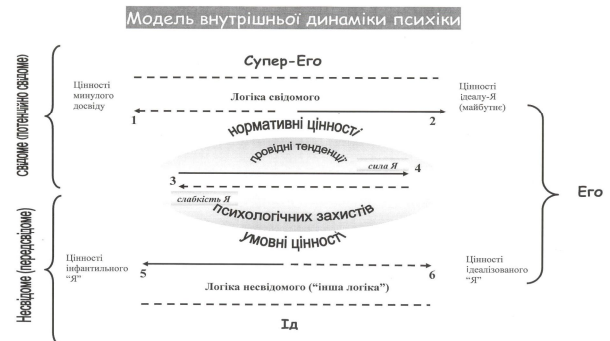 Модель внутрішньої динаміки психіки
Супер-Его
Свідоме (потенційно свідоме)
Цінності
минулого
досвіду
Логіка свідомого
Цінності
ідеалу-Я
(майбутнє)
1
2
нормативні цінності
провідні тенденції
сила Я
4
3
Его
слабкість Я
психологічних захистів
умовні цінності
Несвідоме (передсвідоме)
Цінності
інфантильного
“Я”
5
6
Цінності
ідеалізованого
“Я”
Логіка несвідомого (“інша логіка”)
Ід